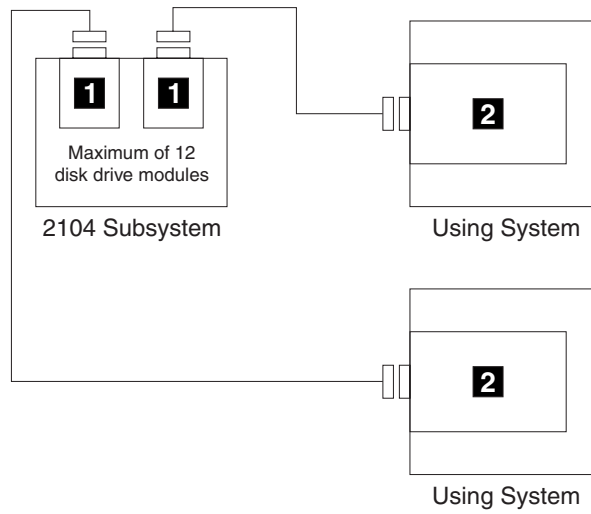 1 1 2
Maximum of 12
disk drive modules
2104 Subsystem Using System
2
Using System